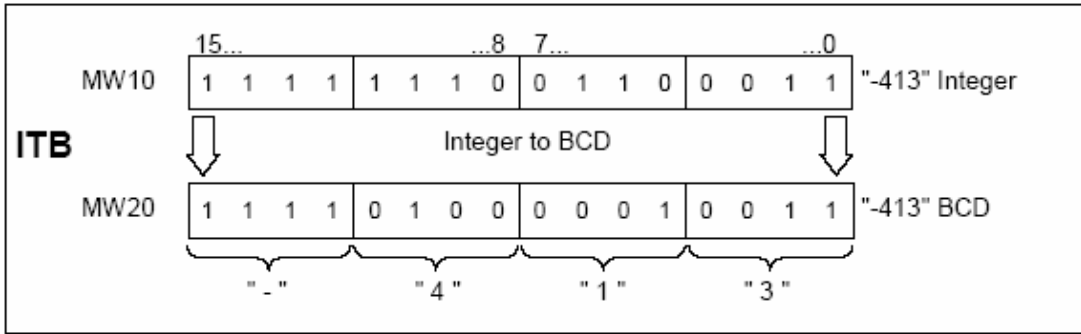 15... ...8 7... ...0
MW10 1 1 1 1 1 1 1 0 0 1 1 0 0 0 1 1 "-413" Integer
ITB Integer to BCD
MW20 1 1 1 1 0 1 0 0 0 0 0 1 0 0 1 1 "-413" BCD
" - " " 4 " " 1 " " 3 "